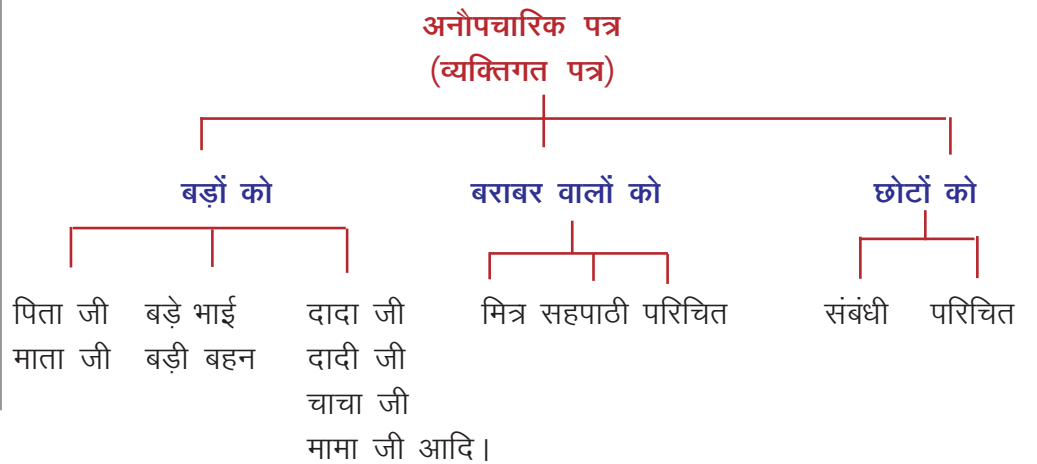 अनौपचारिक पत्र
(व्यक्तिगत पत्र)
बड़ों को बराबर वालों को छोटों को
पिता जी बड़े भाई दादा जी मित्र सहपाठी परिचित संबंधी परिचित
माता जी बड़ी बहन दादी जी
चाचा जी
मामा जी आदि।